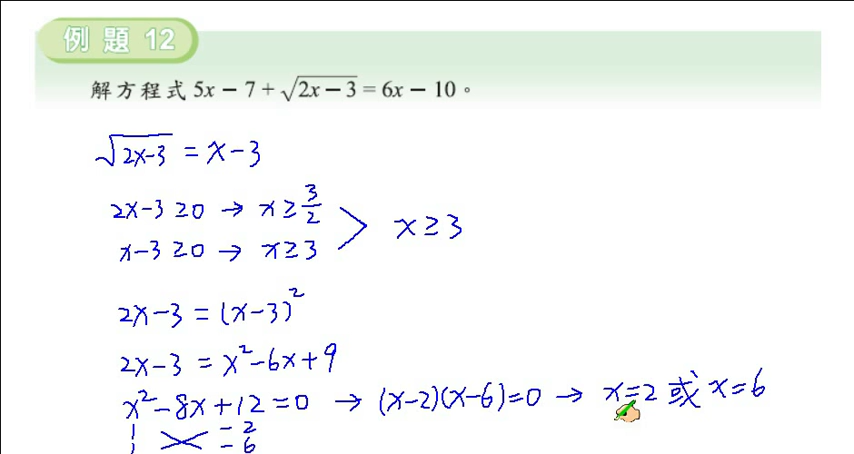 例題 12
解方程式 5x − 7 + √(2x − 3) = 6x − 10。
√(2x-3) = x-3
2x-3 ≥0 → x ≥ 3/2
x-3 ≥0 → x ≥ 3
> x ≥ 3
2x-3 = (x-3)²
2x-3 = x²-6x+9
x²-8x+12=0 → (x-2)(x-6)=0 → x=2 或 x=6
1 -2
1 -6